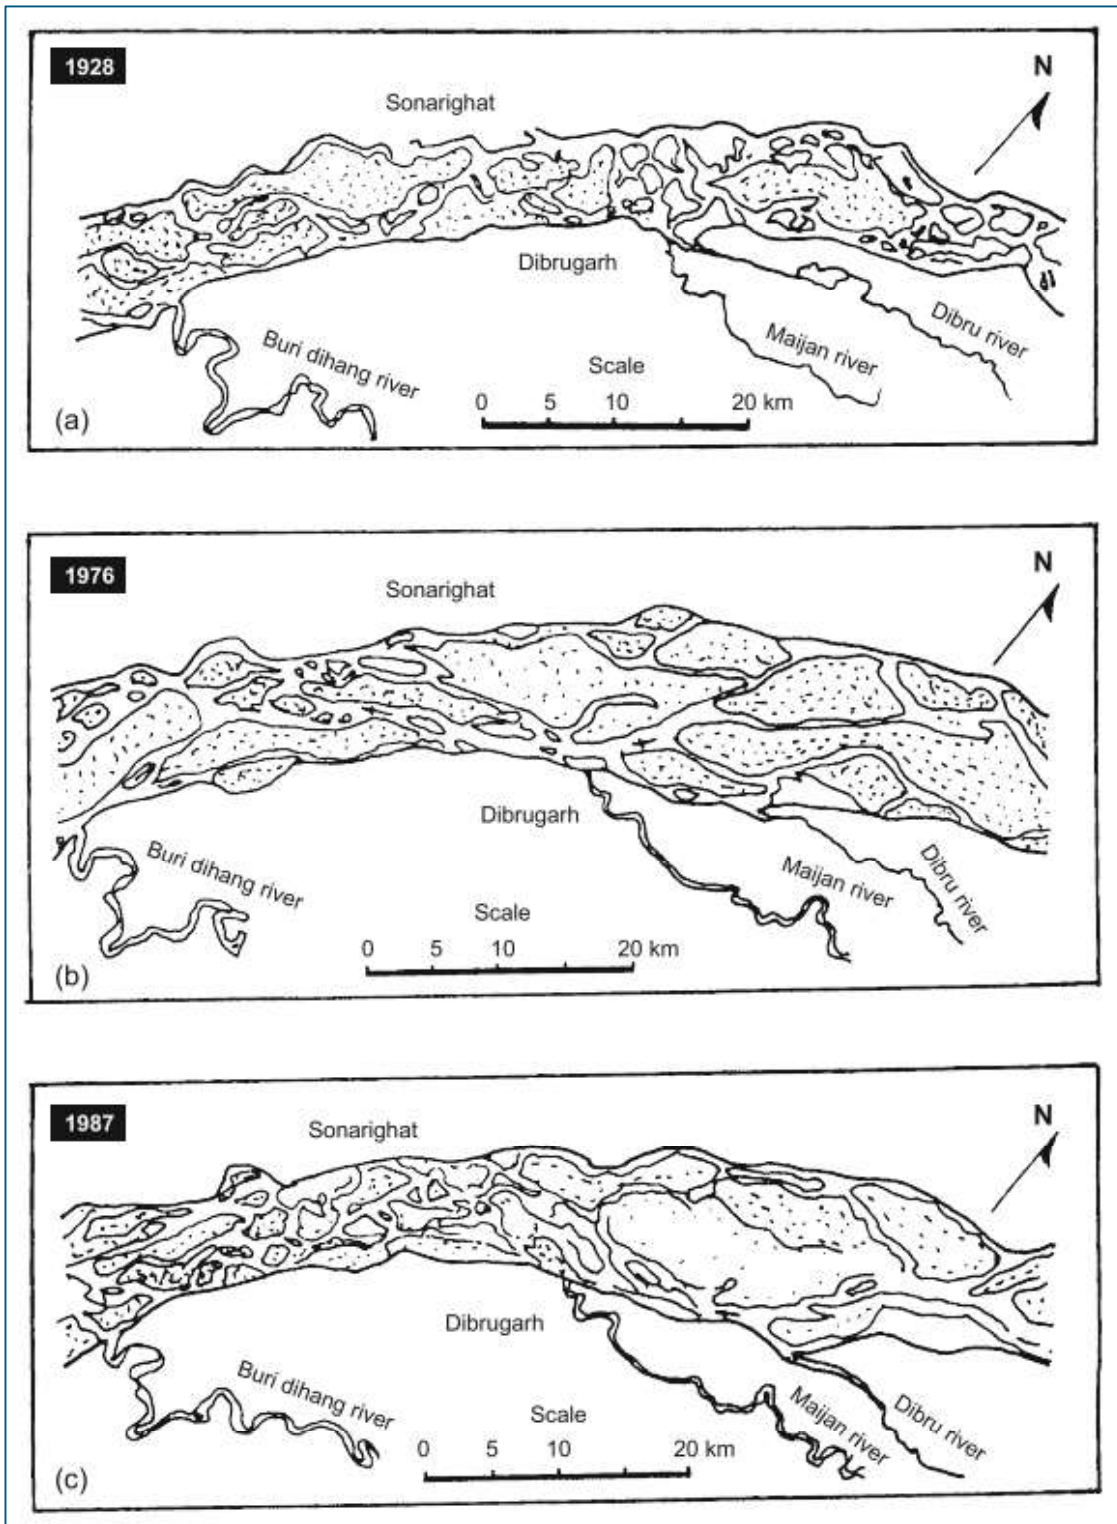 1928
N
Sonarighat
Dibrugarh
Dibru river
Maijan river
Buri dihang river
Scale
0 5 10 20 km
(a)
1976
N
Sonarighat
Dibrugarh
Buri dihang river
Maijan river
Dibru river
Scale
0 5 10 20 km
(b)
1987
N
Sonarighat
Dibrugarh
Buri dihang river
Maijan river
Dibru river
Scale
0 5 10 20 km
(c)